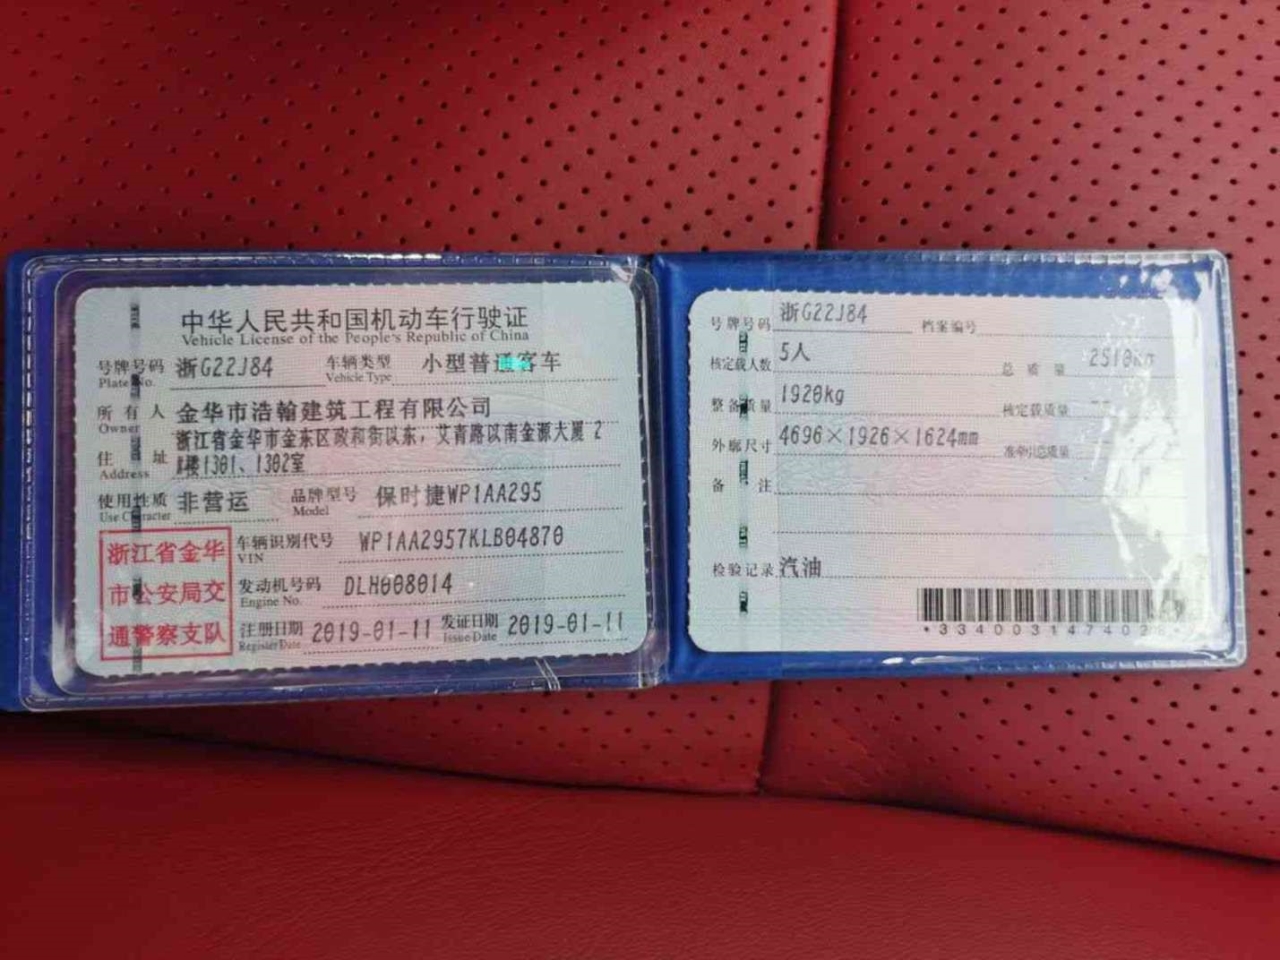 中华人民共和国机动车行驶证
Vehicle License of the People's Republic of China
号牌号码 浙G22J84 车辆类型 小型普通客车
Plate No. Vehicle Type
所有人 金华市浩翰建筑工程有限公司
Owner
浙江省金华市金东区政和街以东，艾青路以南金源大厦 2
住址 楼1301、1302室
Address
使用性质 非营运 品牌型号 保时捷WP1AA295
Use Character Model
浙江省金华
市公安局交
通警察支队
车辆识别代号 WP1AA2957KLB04870
VIN
发动机号码 DLH008014
Engine No.
注册日期 2019-01-11 发证日期 2019-01-11
Register Date Issue Date
号牌号码 浙G22J84 档案编号
核定载人数 5人 总质量 2510kg
整备质量 1920kg 核定载质量 --
外廓尺寸 4696×1926×1624mm 准牵引总质量
备注
检验记录 汽油
*334003147402